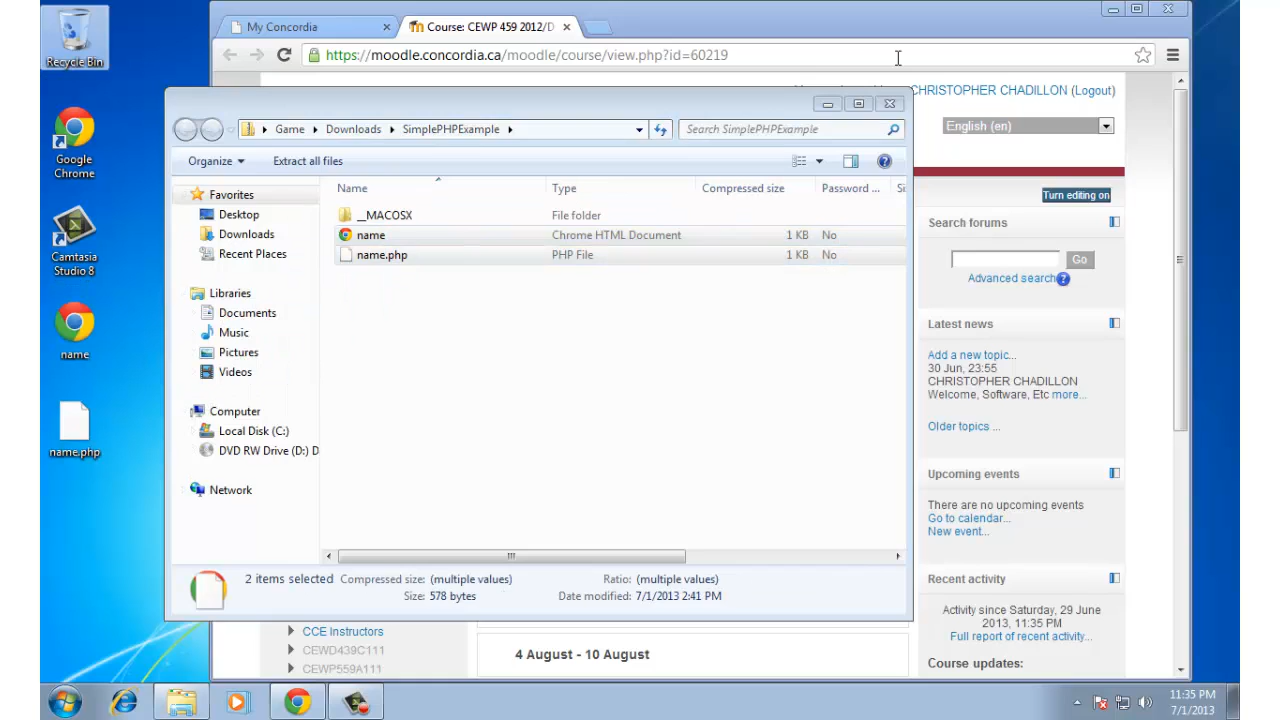 Recycle Bin
Google Chrome
Camtasia Studio 8
name
name.php
My Concordia
Course: CEWP 459 2012/D
https://moodle.concordia.ca/moodle/course/view.php?id=60219
CHRISTOPHER CHADILLON (Logout)
English (en)
Turn editing on
Game Downloads SimplePHPExample
Search SimplePHPExample
Organize Extract all files
Name Type Compressed size Password ...
__MACOSX File folder
name Chrome HTML Document 1 KB No
name.php PHP File 1 KB No
Favorites
Desktop
Downloads
Recent Places
Libraries
Documents
Music
Pictures
Videos
Computer
Local Disk (C:)
DVD RW Drive (D:) D
Network
2 items selected Compressed size: (multiple values) Ratio: (multiple values)
Size: 578 bytes Date modified: 7/1/2013 2:41 PM
Search forums
Go
Advanced search
Latest news
Add a new topic...
30 Jun, 23:55
CHRISTOPHER CHADILLON
Welcome, Software, Etc more...
Older topics ...
Upcoming events
There are no upcoming events
Go to calendar...
New event...
Recent activity
Activity since Saturday, 29 June
2013, 11:35 PM
Full report of recent activity...
Course updates:
CCE Instructors
CEWD439C111
CEWP559A111
4 August - 10 August
11:35 PM
7/1/2013